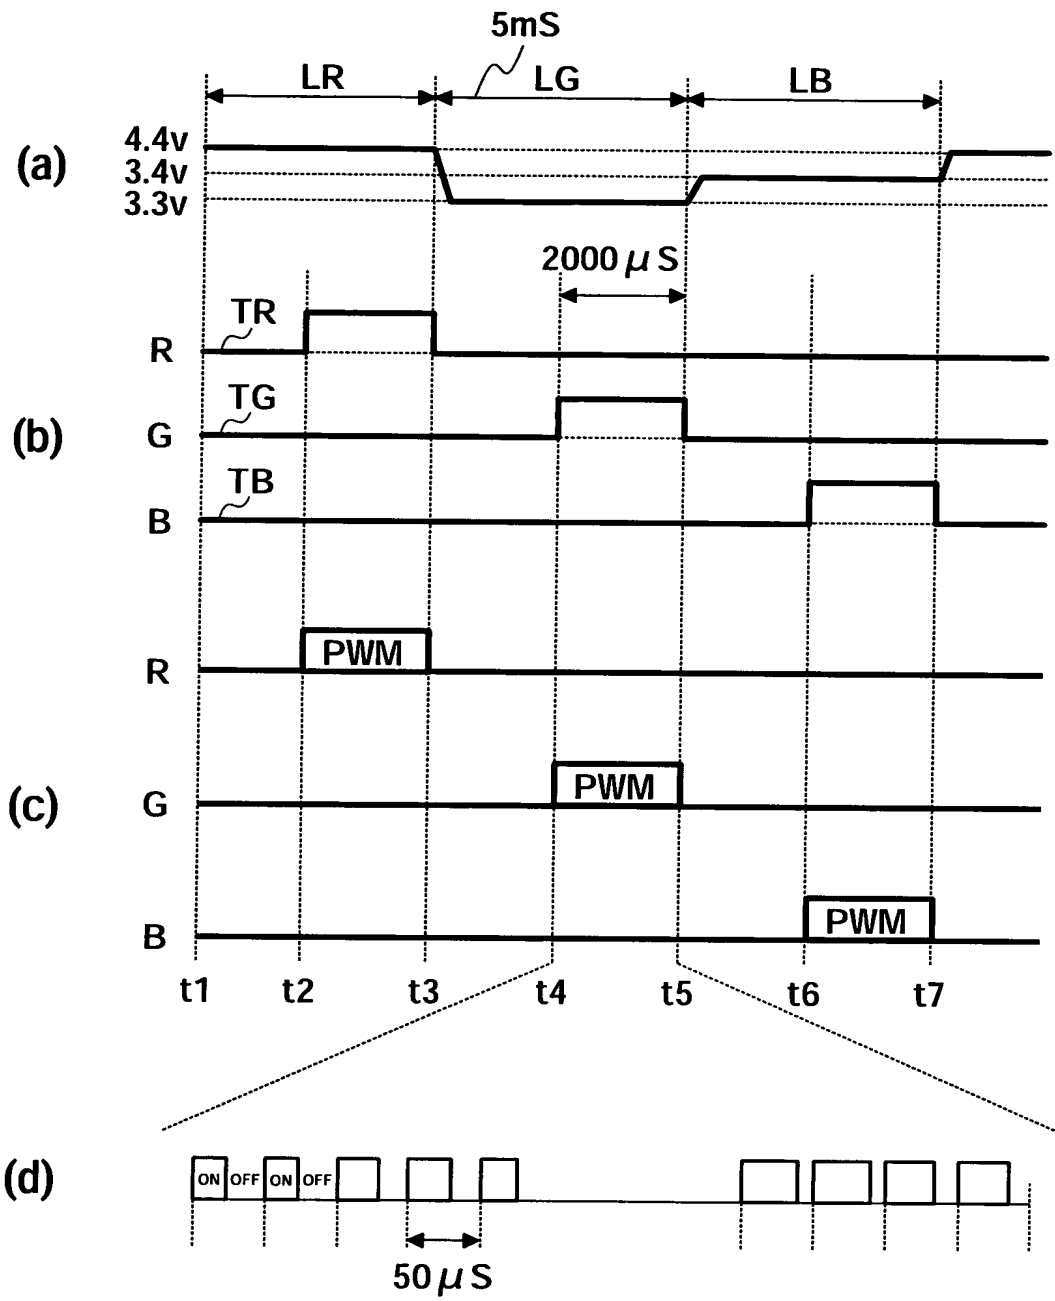 5mS
LR LG LB
(a)
4.4v
3.4v
3.3v
2000 μ S
TR
R
TG
(b) G
TB
B
PWM
R
PWM
(c) G
PWM
B
t1 t2 t3 t4 t5 t6 t7
(d) ON OFF ON OFF
50 μ S